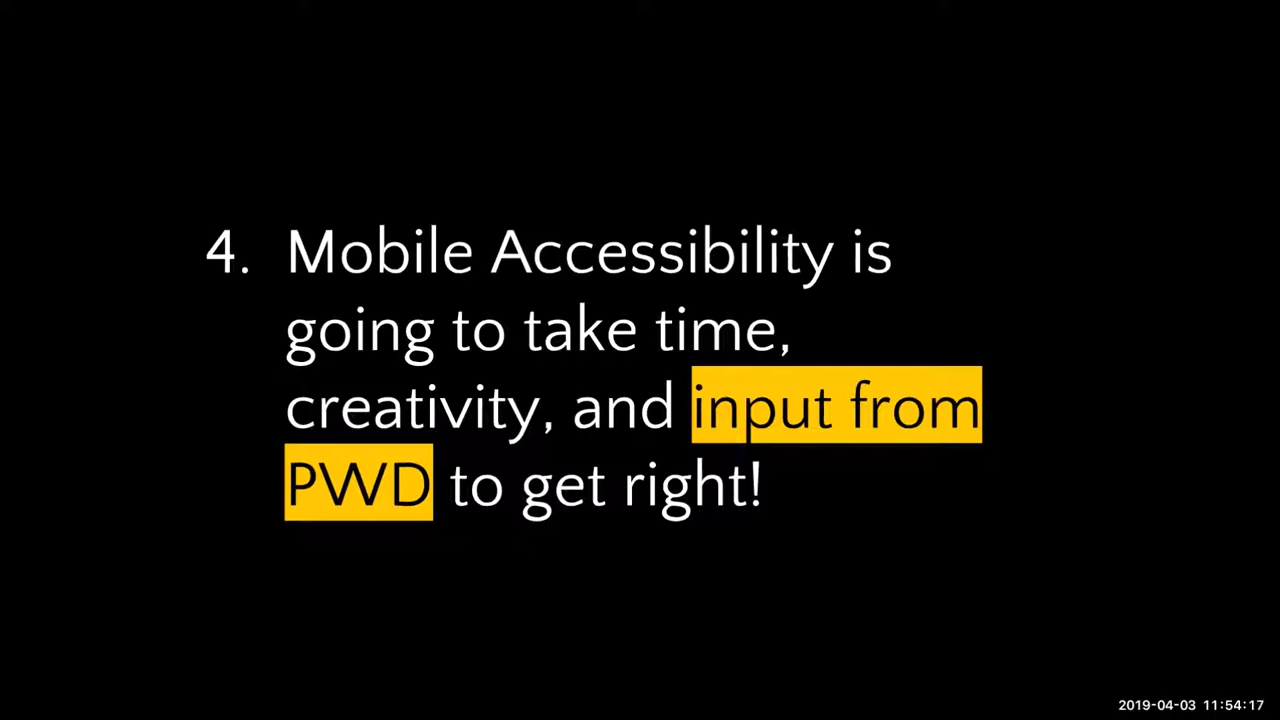 4. Mobile Accessibility is
going to take time,
creativity, and input from
PWD to get right!
2019-04-03 11:54:17